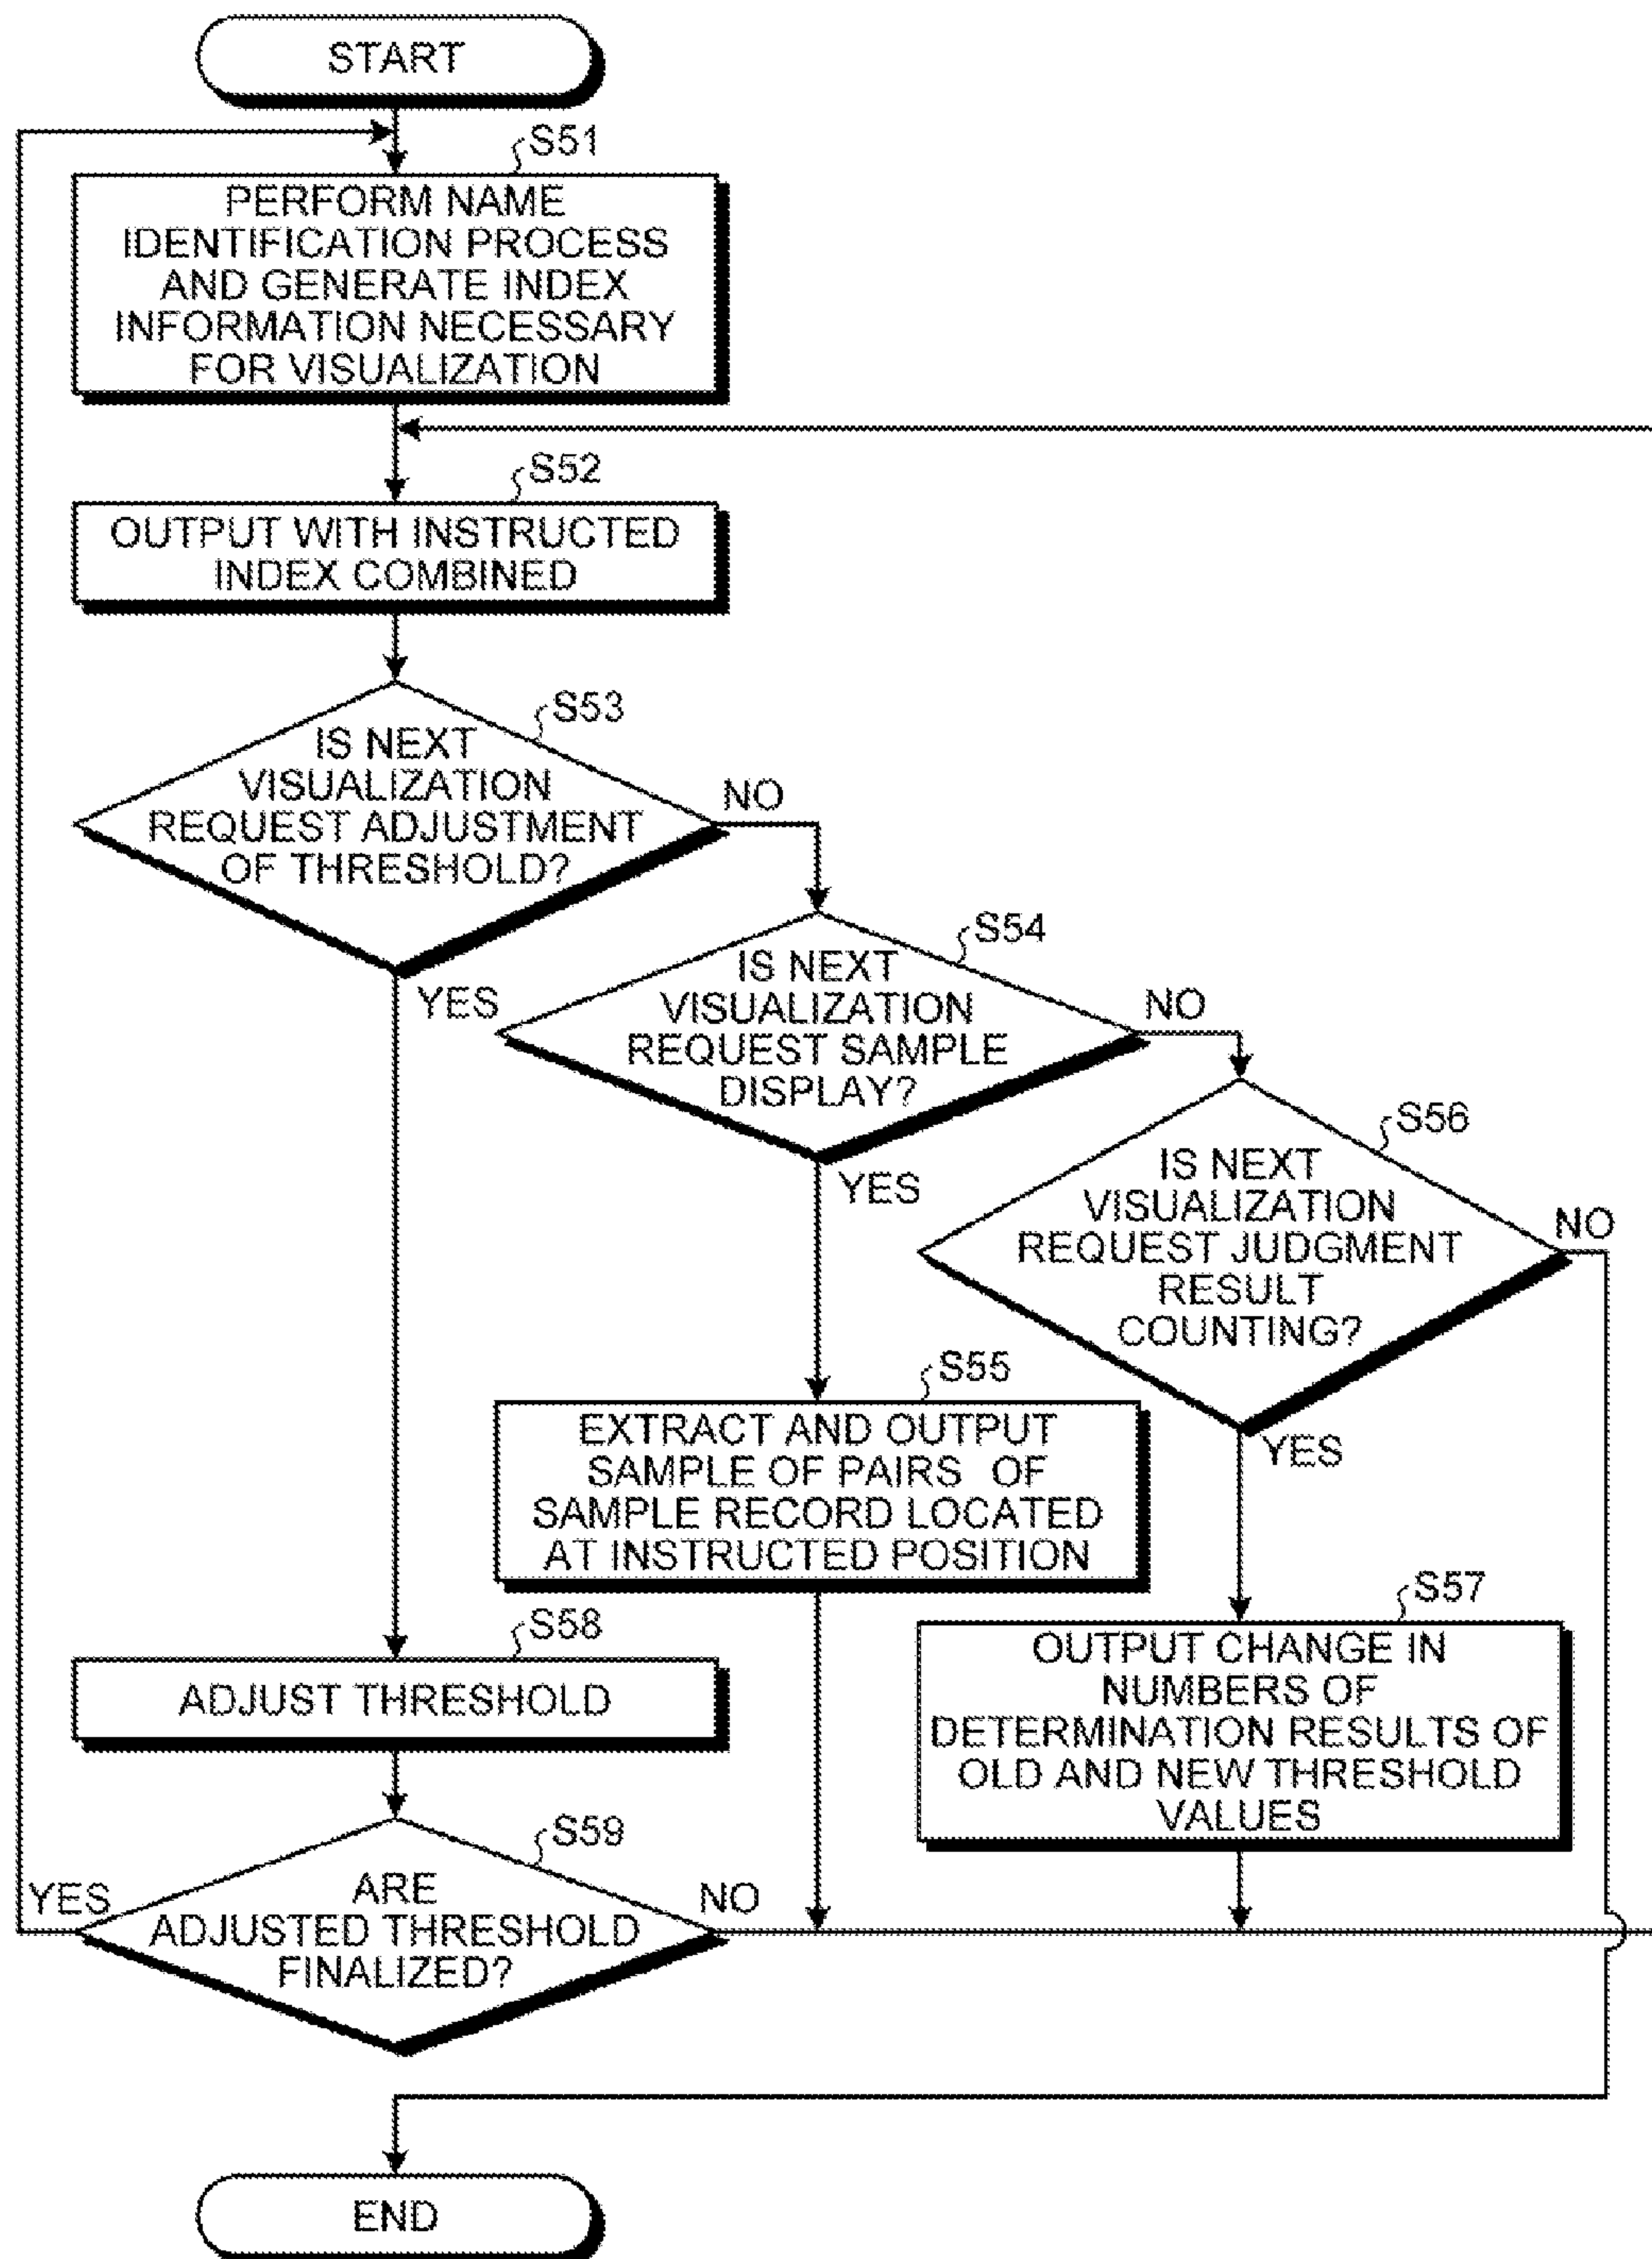 START
S51
PERFORM NAME
IDENTIFICATION PROCESS
AND GENERATE INDEX
INFORMATION NECESSARY
FOR VISUALIZATION
S52
OUTPUT WITH INSTRUCTED
INDEX COMBINED
S53
IS NEXT
VISUALIZATION
REQUEST ADJUSTMENT
OF THRESHOLD?
NO
YES
S54
IS NEXT
VISUALIZATION
REQUEST SAMPLE
DISPLAY?
NO
YES
S56
IS NEXT
VISUALIZATION
REQUEST JUDGMENT
RESULT
COUNTING?
NO
YES
S55
EXTRACT AND OUTPUT
SAMPLE OF PAIRS OF
SAMPLE RECORD LOCATED
AT INSTRUCTED POSITION
S57
OUTPUT CHANGE IN
NUMBERS OF
DETERMINATION RESULTS OF
OLD AND NEW THRESHOLD
VALUES
S58
ADJUST THRESHOLD
S59
ARE
ADJUSTED THRESHOLD
FINALIZED?
YES
NO
END